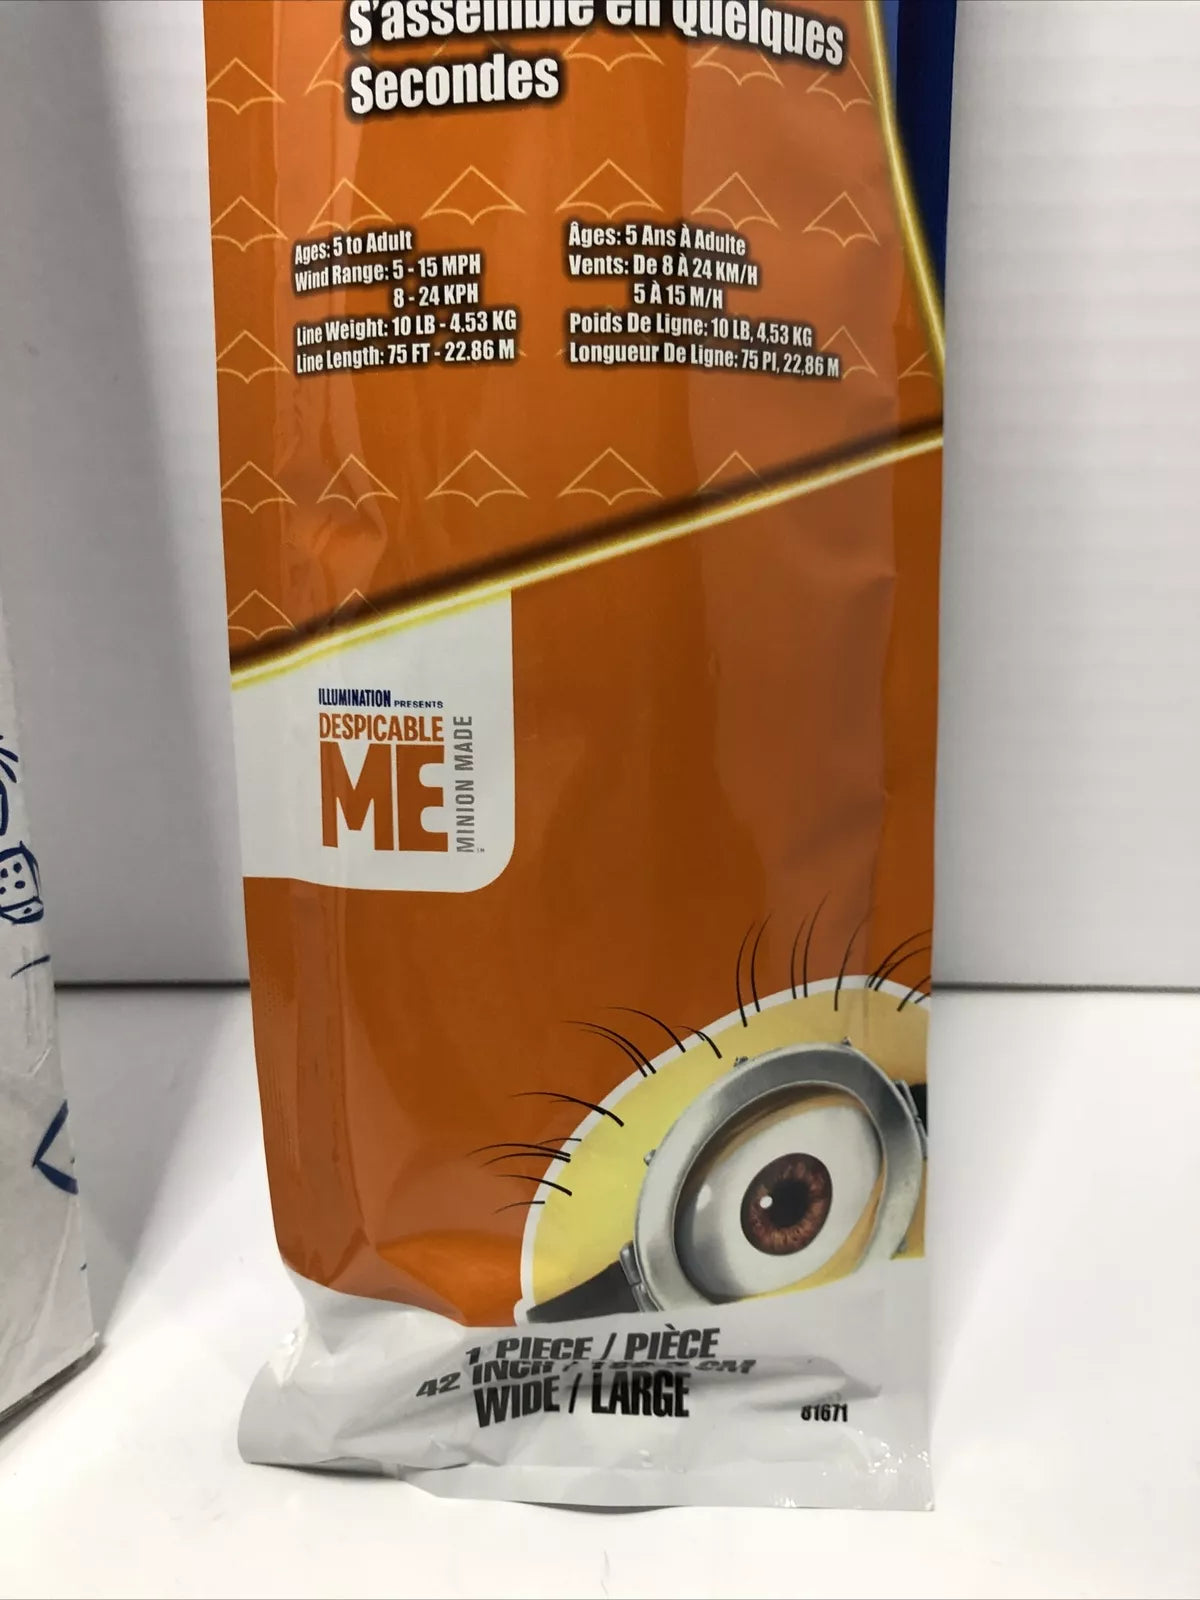 S'assemble en Quelques
Secondes
Ages: 5 to Adult
Wind Range: 5 - 15 MPH
8 - 24 KPH
Line Weight: 10 LB - 4.53 KG
Line Length: 75 FT - 22.86 M
Âges: 5 Ans À Adulte
Vents: De 8 À 24 KM/H
5 À 15 M/H
Poids De Ligne: 10 LB, 4,53 KG
Longueur De Ligne: 75 PI, 22,86 M
ILLUMINATION PRESENTS
DESPICABLE
ME
MINION MADE
TM
1 PIECE / PIÈCE
42 INCH / CM
WIDE / LARGE
81671